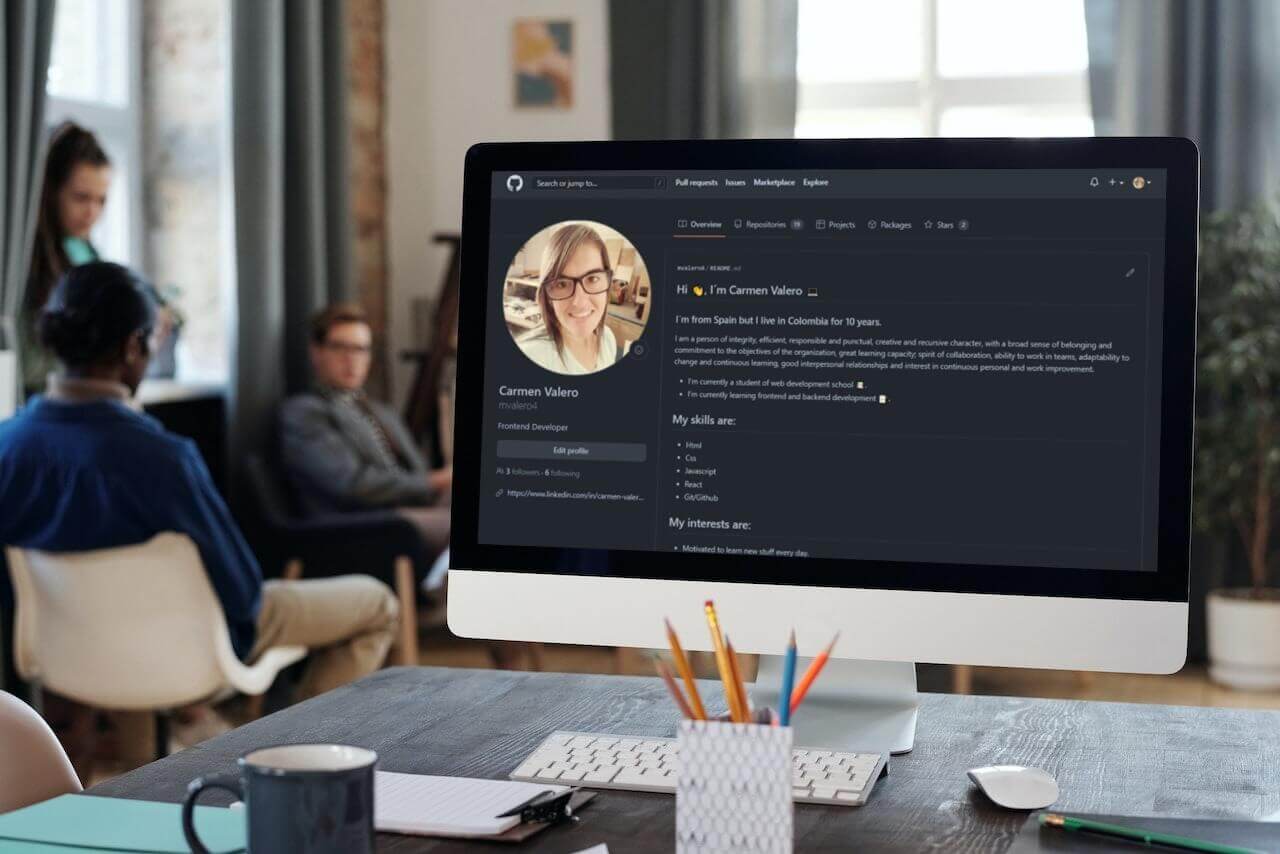 Search or jump to... /
Pull requests Issues Marketplace Explore
Overview Repositories 19 Projects Packages Stars 2
mvalero4 / README.md
Hi 👋, I´m Carmen Valero 💻
I´m from Spain but I live in Colombia for 10 years.
I am a person of integrity, efficient, responsible and punctual, creative and recursive character, with a broad sense of belonging and
commitment to the objectives of the organization, great learning capacity; spirit of collaboration, ability to work in teams, adaptability to
change and continuous learning, good interpersonal relationships and interest in continuous personal and work improvement.
• I'm currently a student of web development school.
• I'm currently learning frontend and backend development.
My skills are:
• Html
• Css
• Javascript
• React
• Git/Github
My interests are:
• Motivated to learn new stuff every day.
Carmen Valero
mvalero4
Frontend Developer
Edit profile
3 followers · 6 following
https://www.linkedin.com/in/carmen-valer...